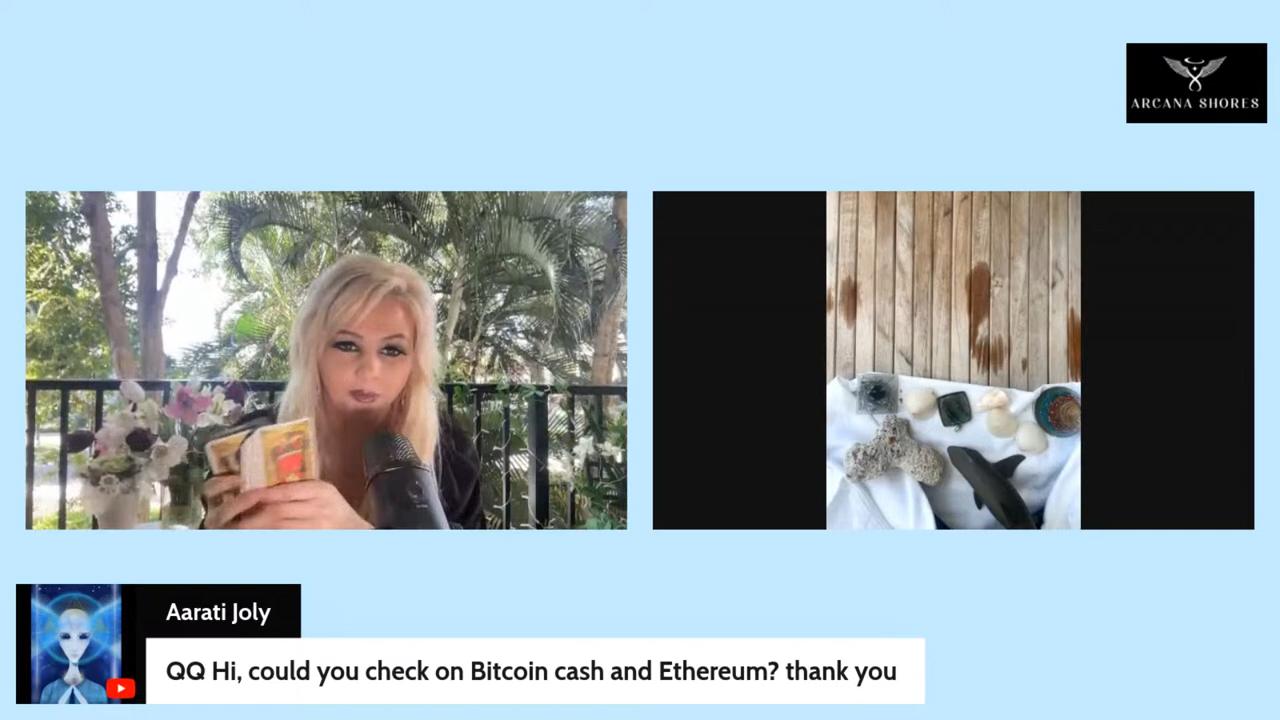 ARCANA SHORES
Aarati Joly
QQ Hi, could you check on Bitcoin cash and Ethereum? thank you